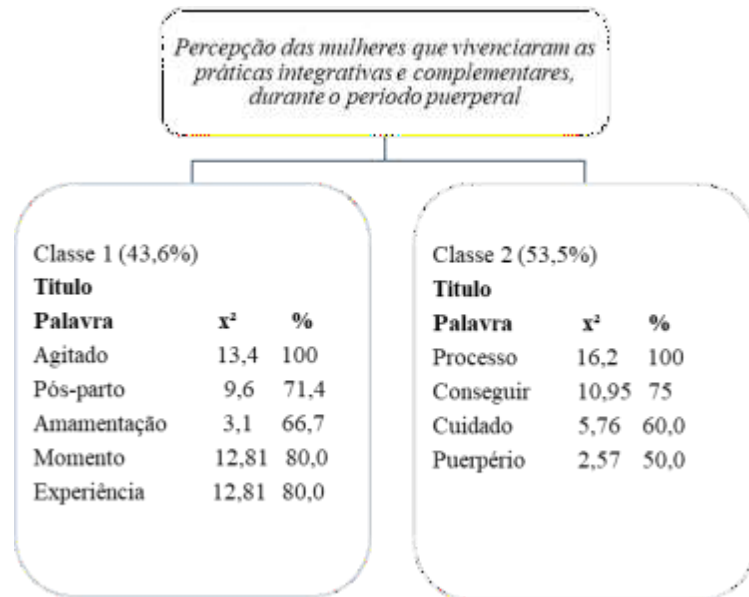 Percepção das mulheres que vivenciaram as
práticas integrativas e complementares,
durante o periodo puerperal
Classe 1 (43,6%)
Titulo
Palavra x² %
Agitado 13,4 100
Pós-parto 9,6 71,4
Amamentação 3,1 66,7
Momento 12,81 80,0
Experiência 12,81 80,0
Classe 2 (53,5%)
Titulo
Palavra x² %
Processo 16,2 100
Conseguir 10,95 75
Cuidado 5,76 60,0
Puerpério 2,57 50,0